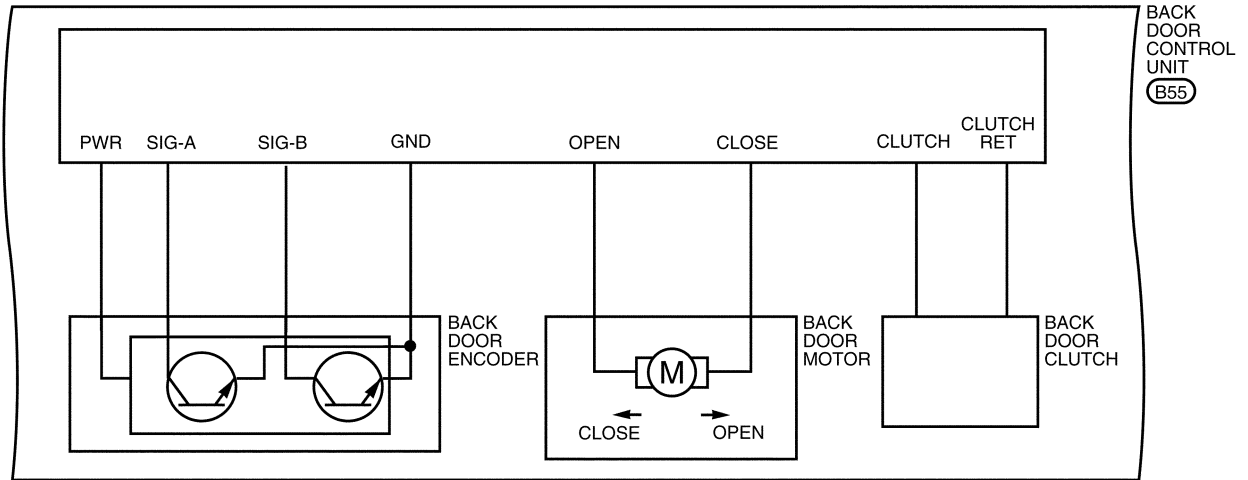 BACK
DOOR
CONTROL
UNIT
B55
PWR
SIG-A
SIG-B
GND
OPEN
CLOSE
CLUTCH
CLUTCH
RET
BACK
DOOR
ENCODER
BACK
DOOR
MOTOR
M
CLOSE
OPEN
BACK
DOOR
CLUTCH